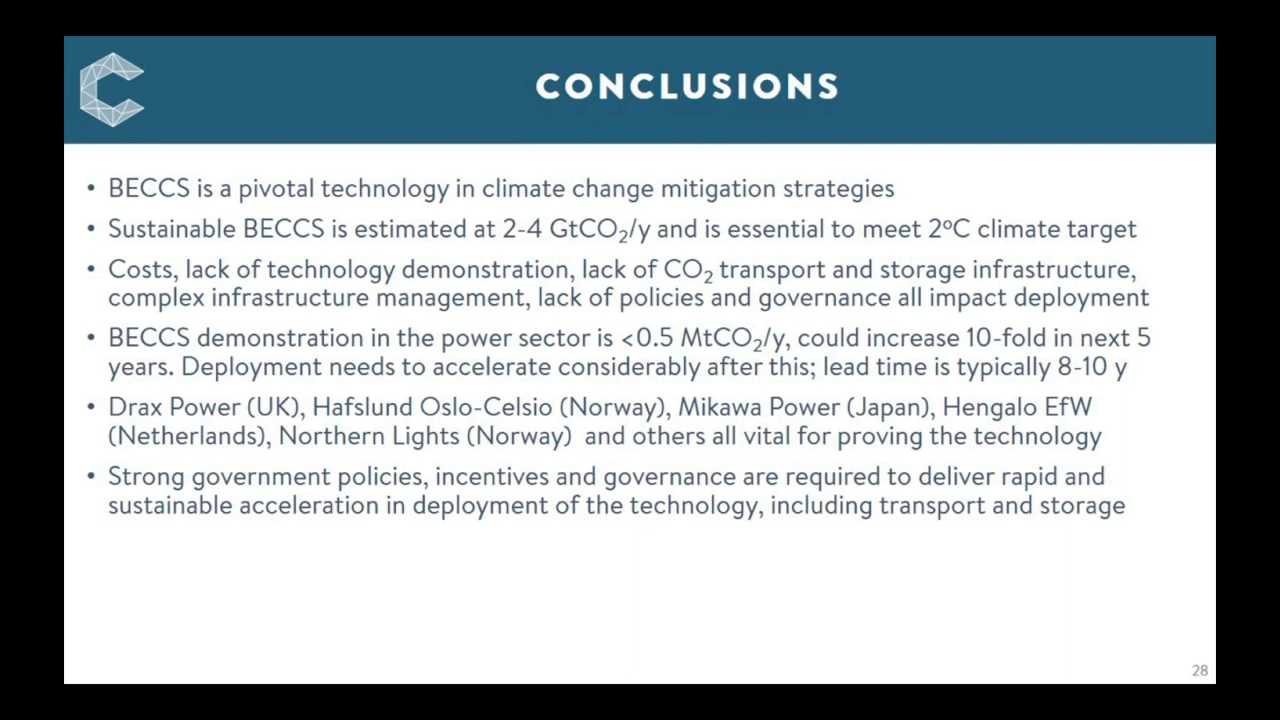 CONCLUSIONS
• BECCS is a pivotal technology in climate change mitigation strategies
• Sustainable BECCS is estimated at 2-4 GtCO₂/y and is essential to meet 2ºC climate target
• Costs, lack of technology demonstration, lack of CO₂ transport and storage infrastructure,
complex infrastructure management, lack of policies and governance all impact deployment
• BECCS demonstration in the power sector is <0.5 MtCO₂/y, could increase 10-fold in next 5
years. Deployment needs to accelerate considerably after this; lead time is typically 8-10 y
• Drax Power (UK), Hafslund Oslo-Celsio (Norway), Mikawa Power (Japan), Hengalo EfW
(Netherlands), Northern Lights (Norway) and others all vital for proving the technology
• Strong government policies, incentives and governance are required to deliver rapid and
sustainable acceleration in deployment of the technology, including transport and storage
28